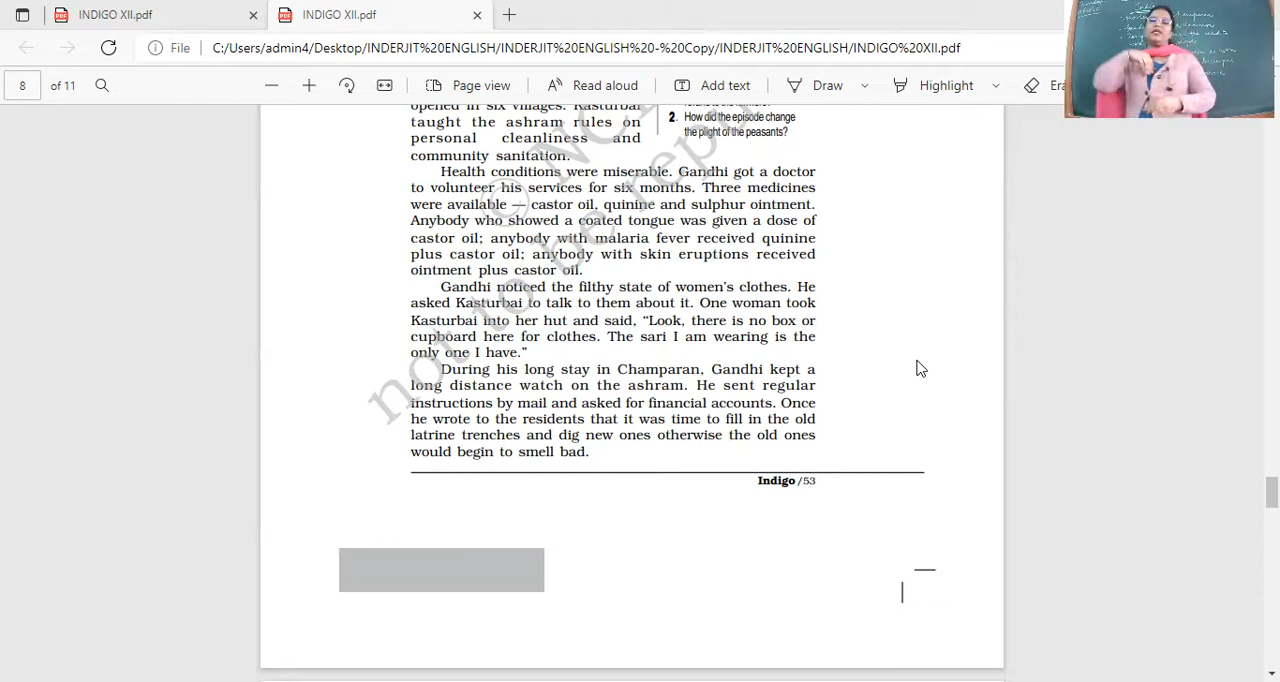 INDIGO XII.pdf
INDIGO XII.pdf
File C:/Users/admin4/Desktop/INDERJIT%20ENGLISH/INDERJIT%20ENGLISH%20-%20Copy/INDERJIT%20ENGLISH/INDIGO%20XII.pdf
8 of 11
Page view
Read aloud
Add text
Draw
Highlight
opened in six villages. Kasturbai
taught the ashram rules on
personal cleanliness and
community sanitation.
2. How did the episode change
the plight of the peasants?
Health conditions were miserable. Gandhi got a doctor
to volunteer his services for six months. Three medicines
were available — castor oil, quinine and sulphur ointment.
Anybody who showed a coated tongue was given a dose of
castor oil; anybody with malaria fever received quinine
plus castor oil; anybody with skin eruptions received
ointment plus castor oil.
Gandhi noticed the filthy state of women's clothes. He
asked Kasturbai to talk to them about it. One woman took
Kasturbai into her hut and said, “Look, there is no box or
cupboard here for clothes. The sari I am wearing is the
only one I have.”
During his long stay in Champaran, Gandhi kept a
long distance watch on the ashram. He sent regular
instructions by mail and asked for financial accounts. Once
he wrote to the residents that it was time to fill in the old
latrine trenches and dig new ones otherwise the old ones
would begin to smell bad.
Indigo /53
not to be repu